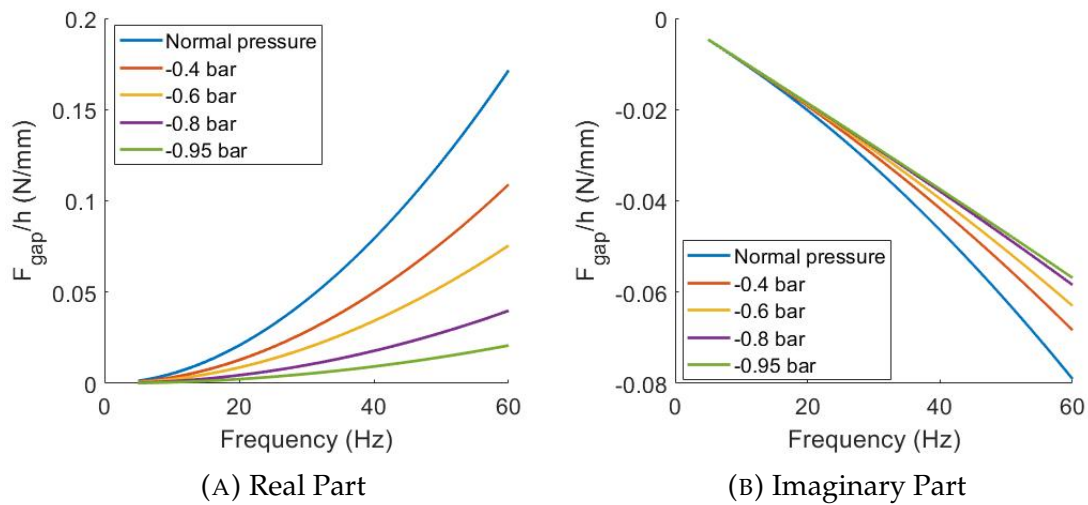 0.2
0.15
0.1
0.05
0
F_gap/h (N/mm)
Normal pressure
-0.4 bar
-0.6 bar
-0.8 bar
-0.95 bar
0 20 40 60
Frequency (Hz)
(A) Real Part
0
-0.02
-0.04
-0.06
-0.08
F_gap/h (N/mm)
Normal pressure
-0.4 bar
-0.6 bar
-0.8 bar
-0.95 bar
0 20 40 60
Frequency (Hz)
(B) Imaginary Part